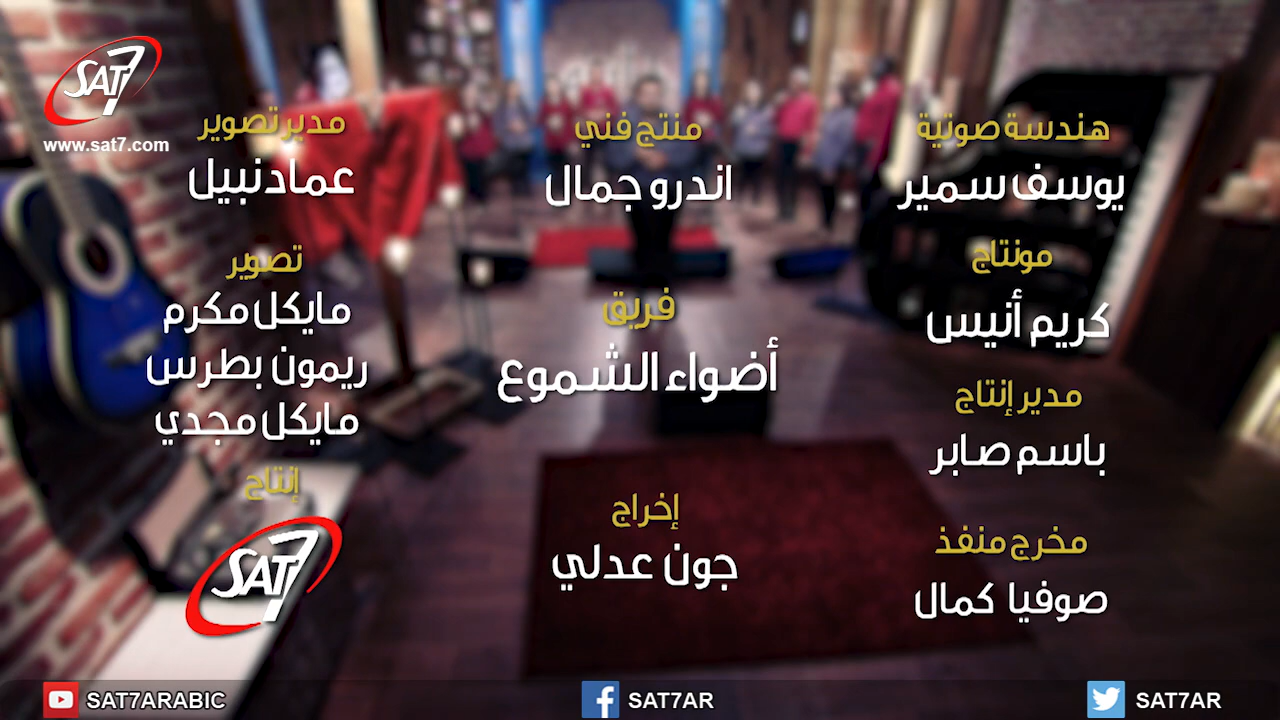 SAT7
www.sat7.com
هندسة صوتية
يوسف سمير
مونتاج
كريم أنيس
مدير إنتاج
باسم صابر
مخرج منفذ
صوفيا كمال
منتج فني
اندرو جمال
فريق
أضواء الشموع
إخراج
جون عدلي
مدير تصوير
عماد نبيل
تصوير
مايكل مكرم
ريمون بطرس
مايكل مجدي
إنتاج
SAT7
SAT7ARABIC
SAT7AR
SAT7AR